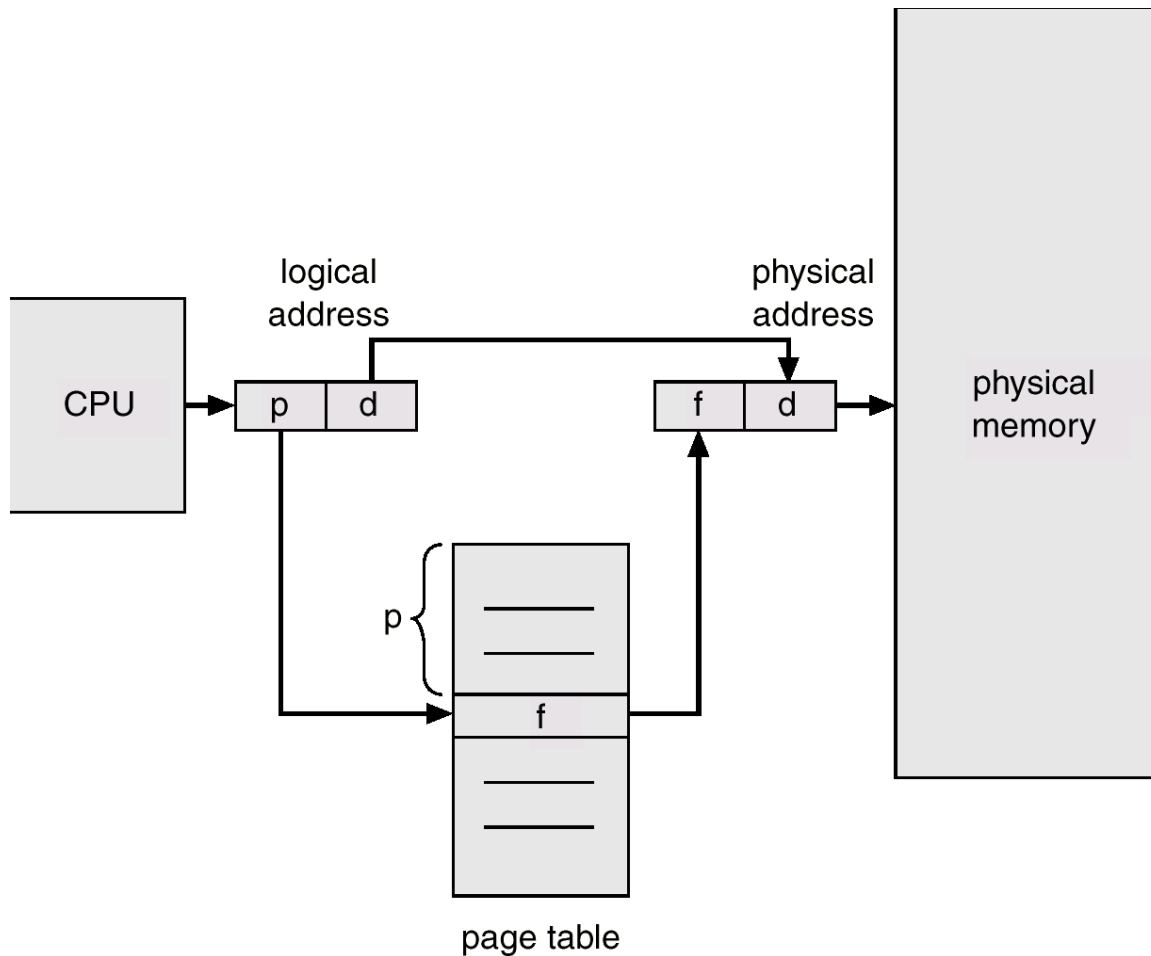 logical
address
physical
address
CPU
p
d
f
d
physical
memory
p
f
page table